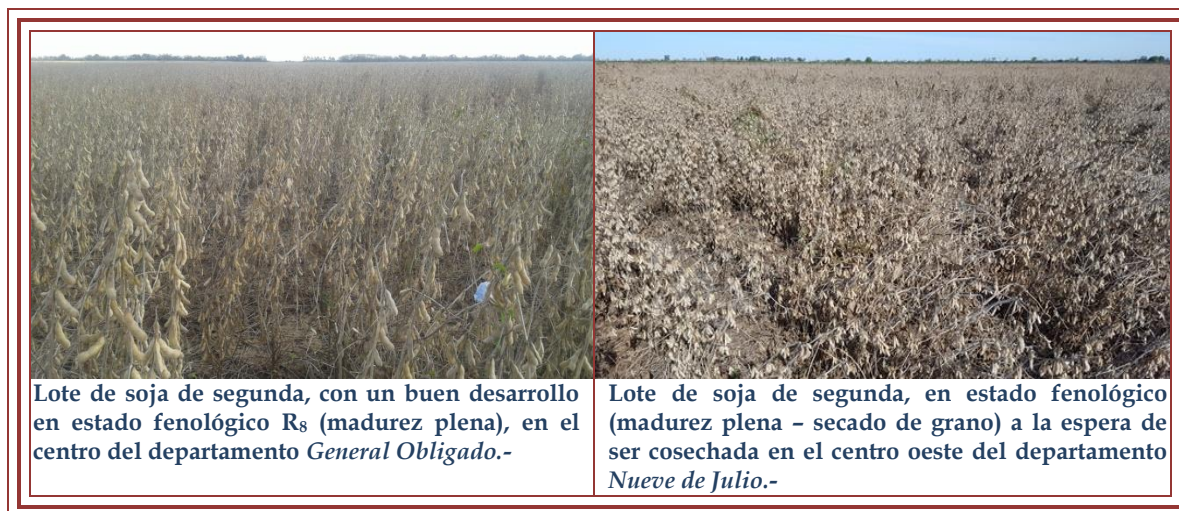 Lote de soja de segunda, con un buen desarrollo
en estado fenológico R₈ (madurez plena), en el
centro del departamento General Obligado.-
Lote de soja de segunda, en estado fenológico
(madurez plena – secado de grano) a la espera de
ser cosechada en el centro oeste del departamento
Nueve de Julio.-